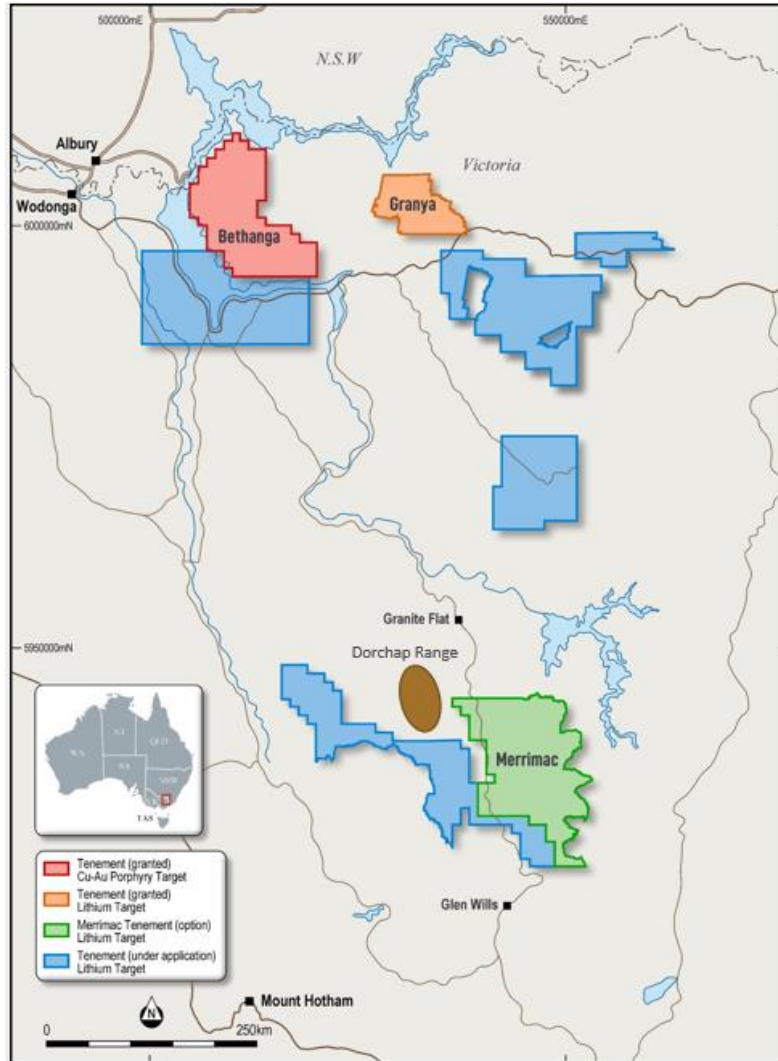 500000mE
550000mE
N.S.W
Albury
Victoria
Wodonga
Granya
6000000mN
Bethanga
Granite Flat
5950000mN
Dorchap Range
Merrimac
W.A
N.T
QLD
S.A
NSW
TAS
Tenement (granted)
Cu-Au Porphyry Target
Tenement (granted)
Lithium Target
Merrimac Tenement (option)
Lithium Target
Tenement (under application)
Lithium Target
Glen Wills
N
Mount Hotham
0
250km